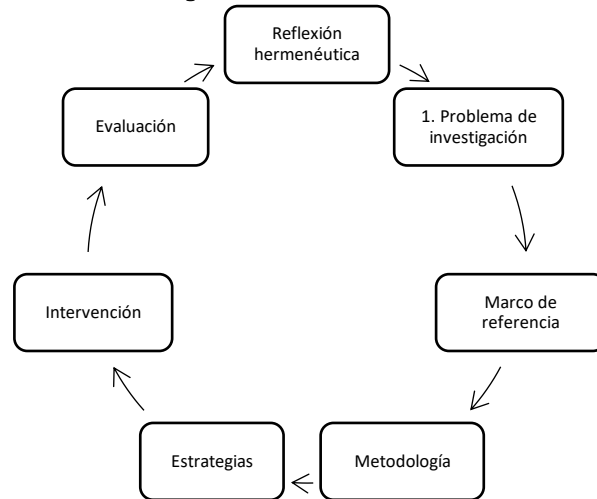 Reflexión
hermenéutica
1. Problema de
investigación
Marco de
referencia
Metodología
Estrategias
Intervención
Evaluación